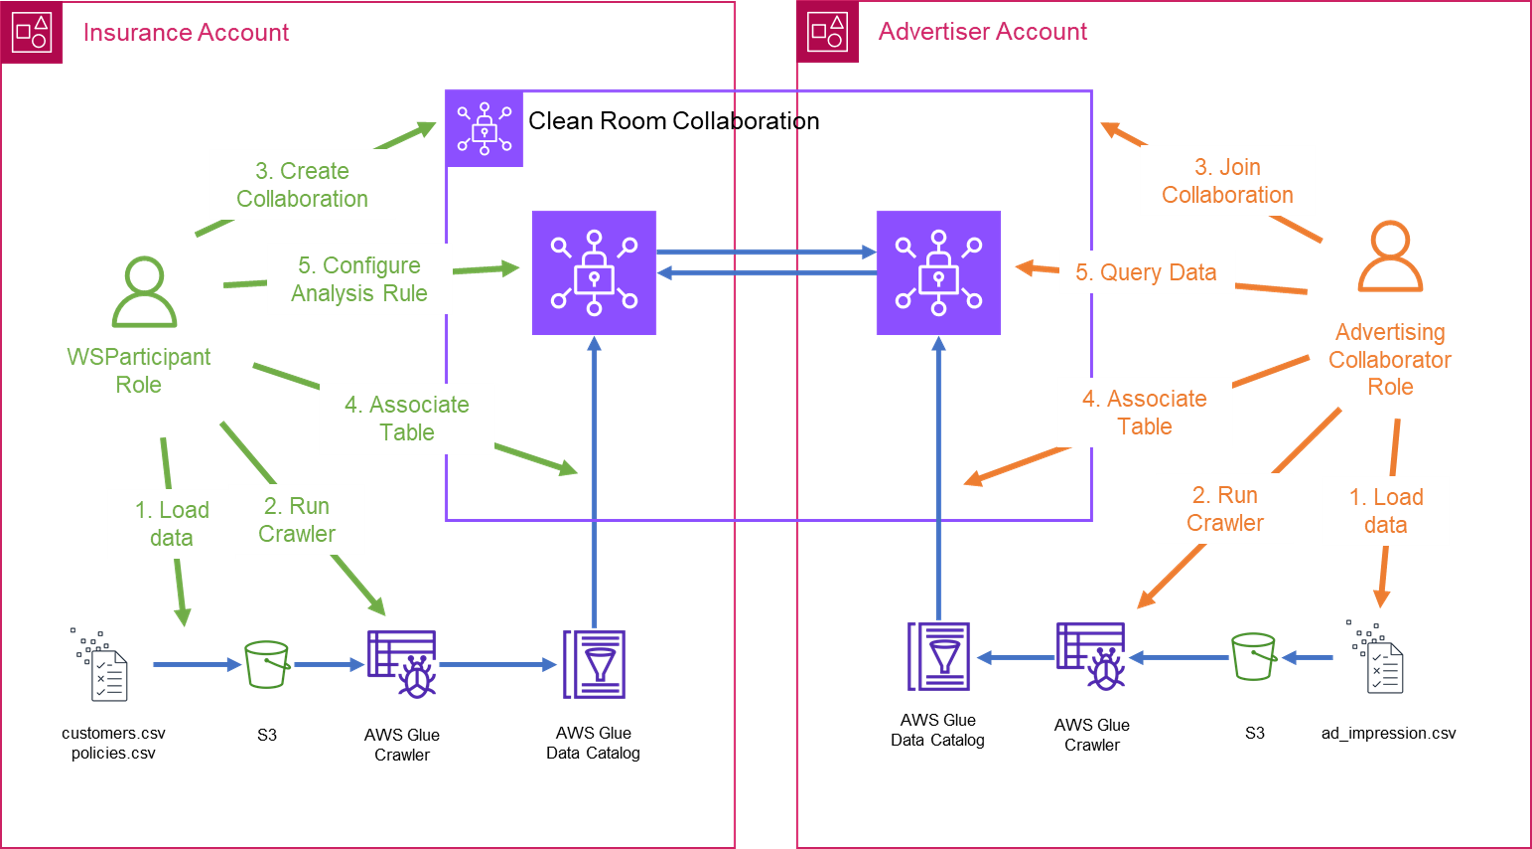 Insurance Account
Advertiser Account
Clean Room Collaboration
3. Create
Collaboration
3. Join
Collaboration
5. Configure
Analysis Rule
5. Query Data
WSParticipant
Role
Advertising
Collaborator
Role
4. Associate
Table
4. Associate
Table
1. Load
data
2. Run
Crawler
2. Run
Crawler
1. Load
data
customers.csv
policies.csv
S3
AWS Glue
Crawler
AWS Glue
Data Catalog
AWS Glue
Data Catalog
AWS Glue
Crawler
S3
ad_impression.csv